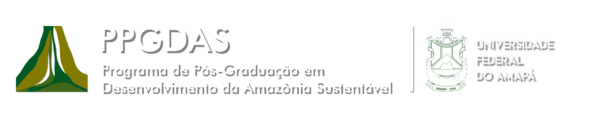 PPGDAS
Programa de Pós-Graduação em
Desenvolvimento da Amazônia Sustentável
UNIVERSIDADE
FEDERAL
DO AMAPÁ